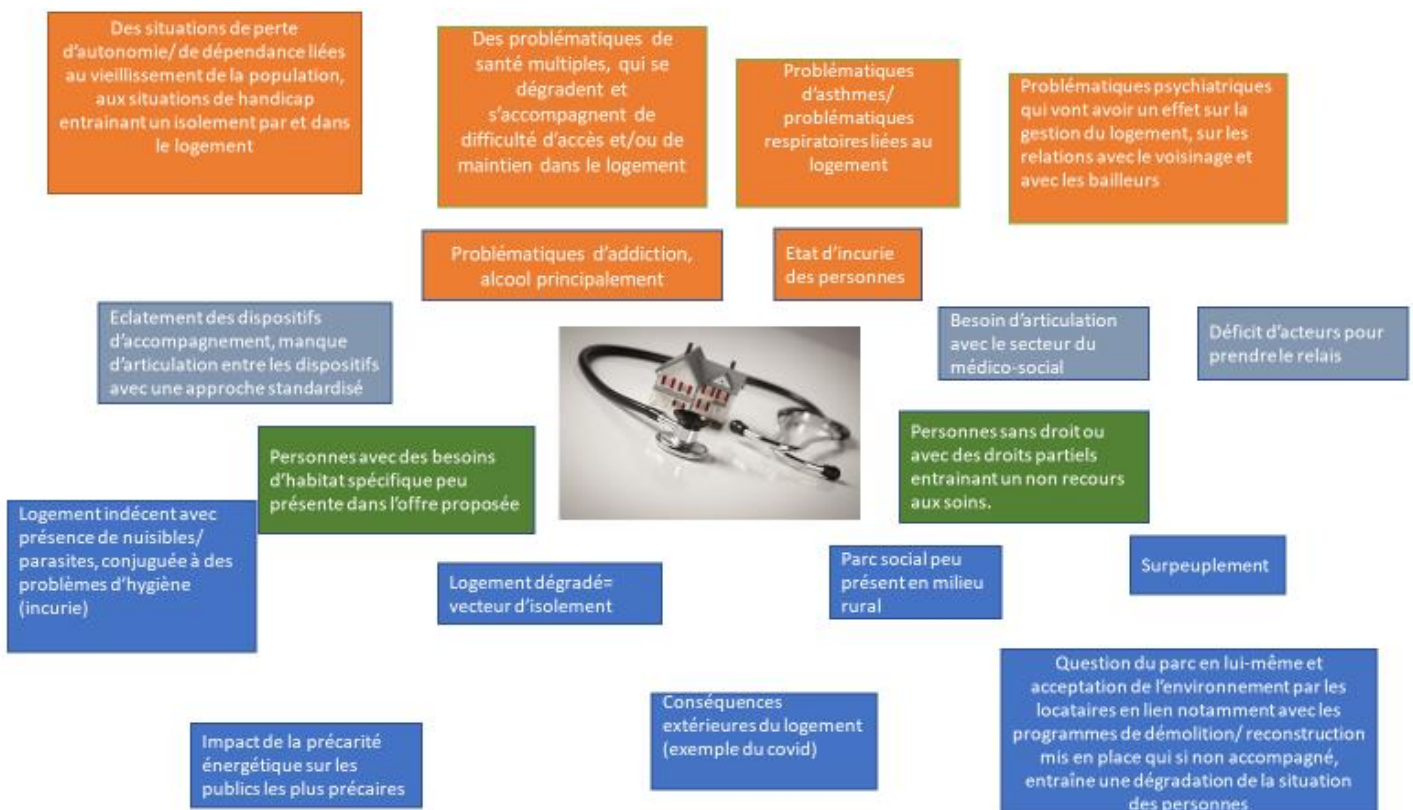 Des situations de perte
d'autonomie/ de dépendance liées
au vieillissement de la population,
aux situations de handicap
entrainant un isolement par et dans
le logement
Des problématiques de
santé multiples, qui se
dégradent et
s'accompagnent de
difficulté d'accès et/ou de
maintien dans le logement
Problématiques
d'asthmes/
problématiques
respiratoires liées au
logement
Problématiques psychiatriques
qui vont avoir un effet sur la
gestion du logement, sur les
relations avec le voisinage et
avec les bailleurs
Problématiques d'addiction,
alcool principalement
Etat d'incurie
des personnes
Eclatement des dispositifs
d'accompagnement, manque
d'articulation entre les dispositifs
avec une approche standardisé
Besoin d'articulation
avec le secteur du
médico-social
Déficit d'acteurs pour
prendre le relais
Personnes avec des besoins
d'habitat spécifique peu
présente dans l'offre proposée
Personnes sans droit ou
avec des droits partiels
entrainant un non recours
aux soins.
Logement indécent avec
présence de nuisibles/
parasites, conjuguée à des
problèmes d'hygiène
(incurie)
Logement dégradé=
vecteur d'isolement
Parc social peu
présent en milieu
rural
Surpeuplement
Impact de la précarité
énergétique sur les
publics les plus précaires
Conséquences
extérieures du logement
(exemple du covid)
Question du parc en lui-même et
acceptation de l'environnement par les
locataires en lien notamment avec les
programmes de démolition/ reconstruction
mis en place qui si non accompagné,
entraîne une dégradation de la situation
des personnes